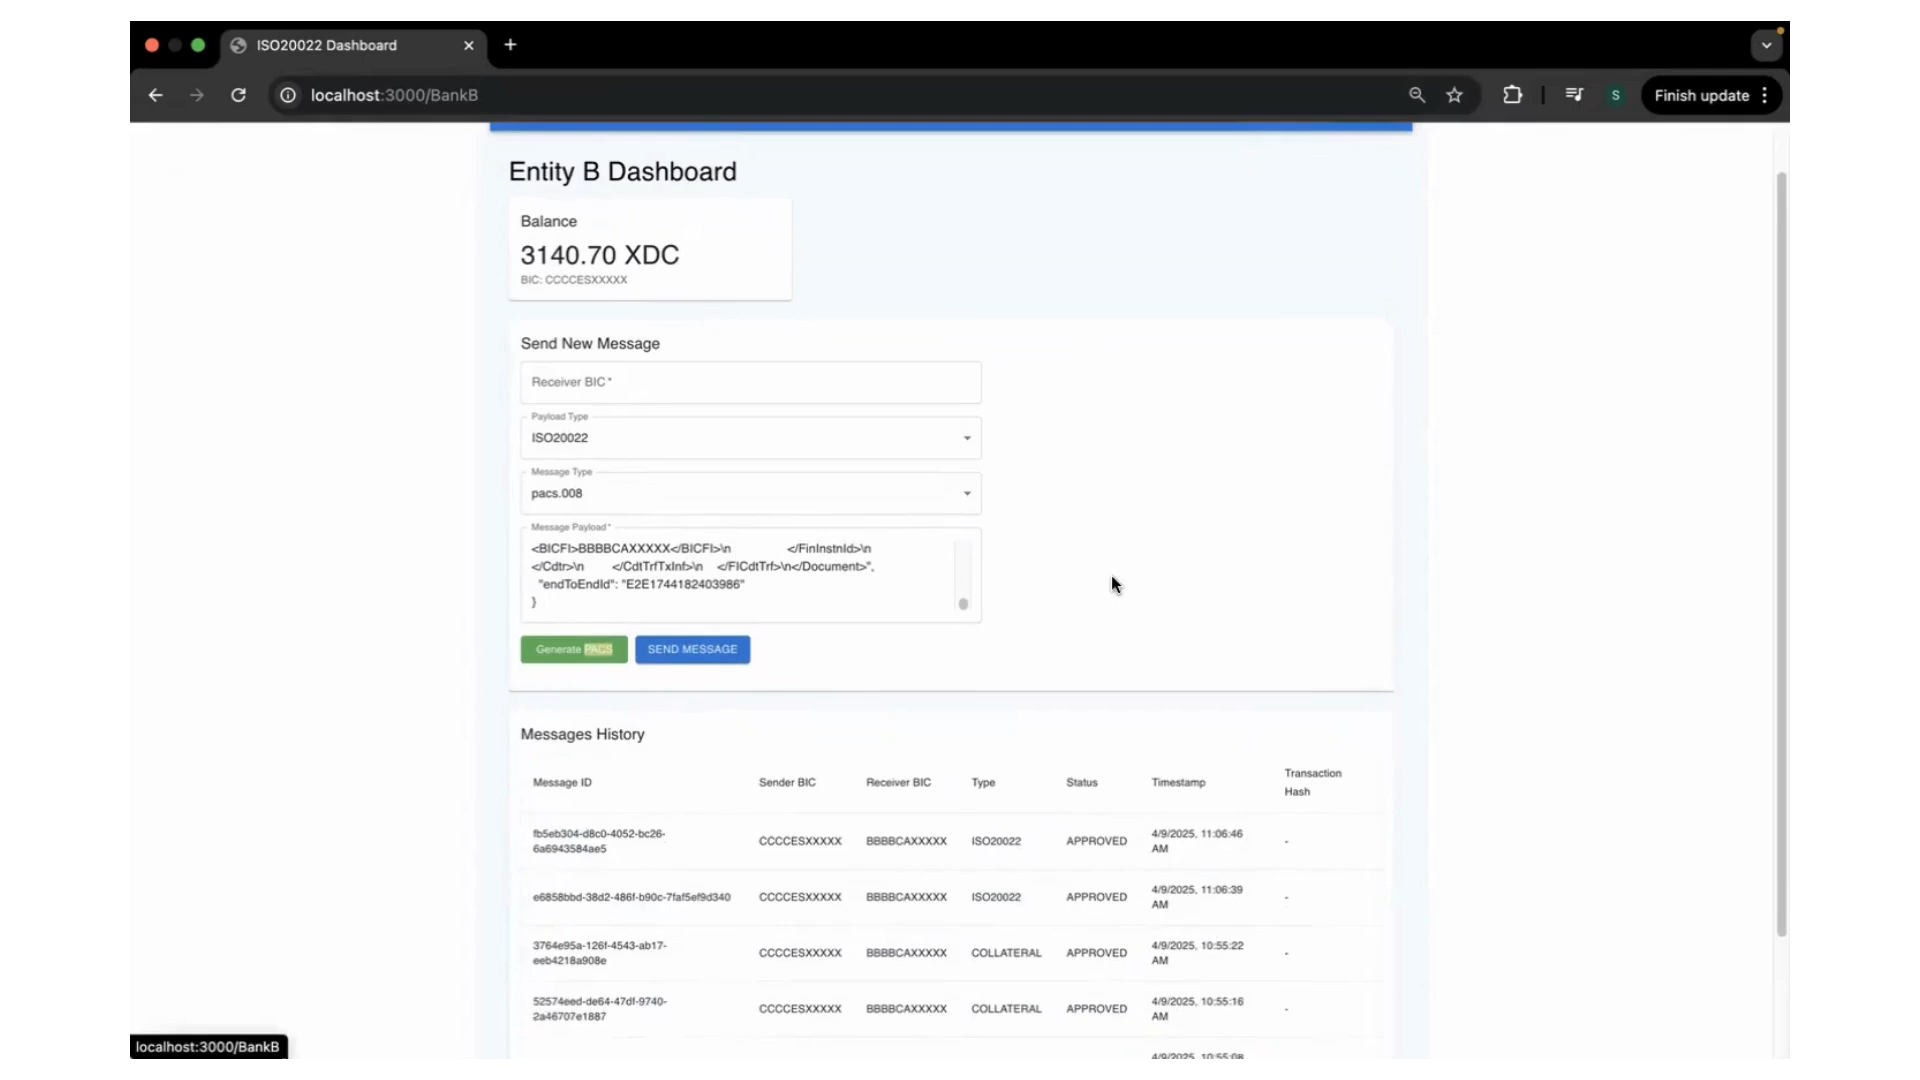 ISO20022 Dashboard
localhost:3000/BankB
S
Finish update
Entity B Dashboard
Balance
3140.70 XDC
BIC: CCCCESXXXXX
Send New Message
Receiver BIC *
Payload Type
ISO20022
Message Type
pacs.008
Message Payload *
<BICFI>BBBBCAXXXXX</BICFI>\n </FinInstnId>\n
</Cdtr>\n </CdtTrfTxInf>\n </FICdtTrf>\n</Document>",
"endToEndId": "E2E1744182403986"
}
Generate PACS SEND MESSAGE
Messages History
Message ID Sender BIC Receiver BIC Type Status Timestamp Transaction
Hash
fb5eb304-d8c0-4052-bc26-
6a6943584ae5 CCCCESXXXXX BBBBCAXXXXX ISO20022 APPROVED 4/9/2025, 11:06:46
AM -
e6858bbd-38d2-486f-b90c-7faf5ef9d340 CCCCESXXXXX BBBBCAXXXXX ISO20022 APPROVED 4/9/2025, 11:06:39
AM -
3764e95a-126f-4543-ab17-
eeb4218a908e CCCCESXXXXX BBBBCAXXXXX COLLATERAL APPROVED 4/9/2025, 10:55:22
AM -
52574eed-de64-47df-9740-
2a46707e1887 CCCCESXXXXX BBBBCAXXXXX COLLATERAL APPROVED 4/9/2025, 10:55:16
AM -
4/9/2025, 10:55:08
localhost:3000/BankB